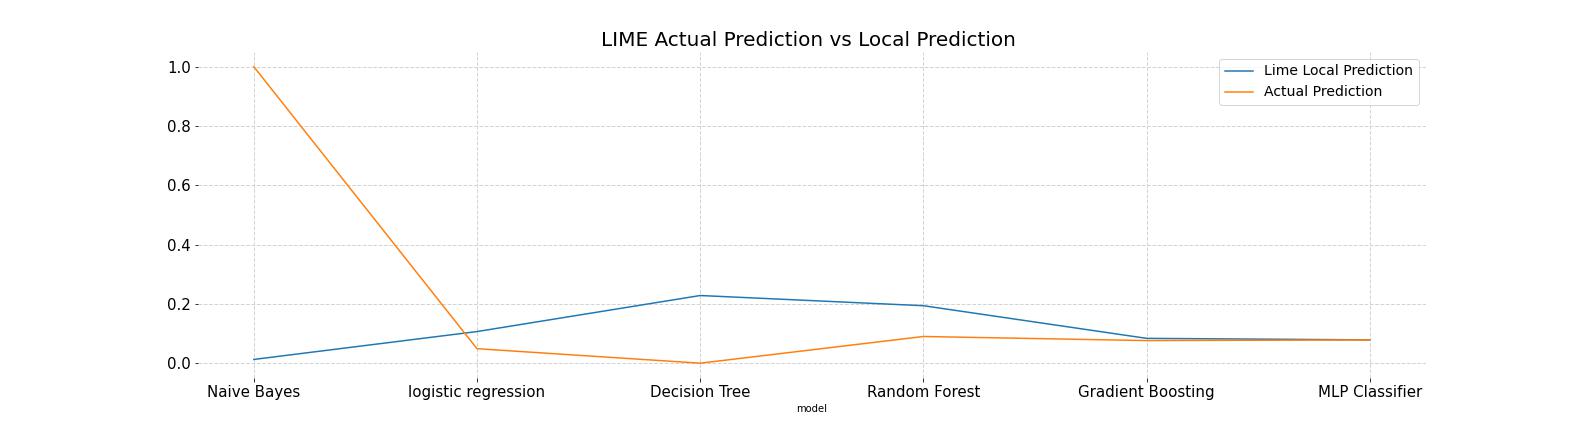 LIME Actual Prediction vs Local Prediction
1.0
0.8
0.6
0.4
0.2
0.0
Lime Local Prediction
Actual Prediction
Naive Bayes logistic regression Decision Tree Random Forest Gradient Boosting MLP Classifier
model